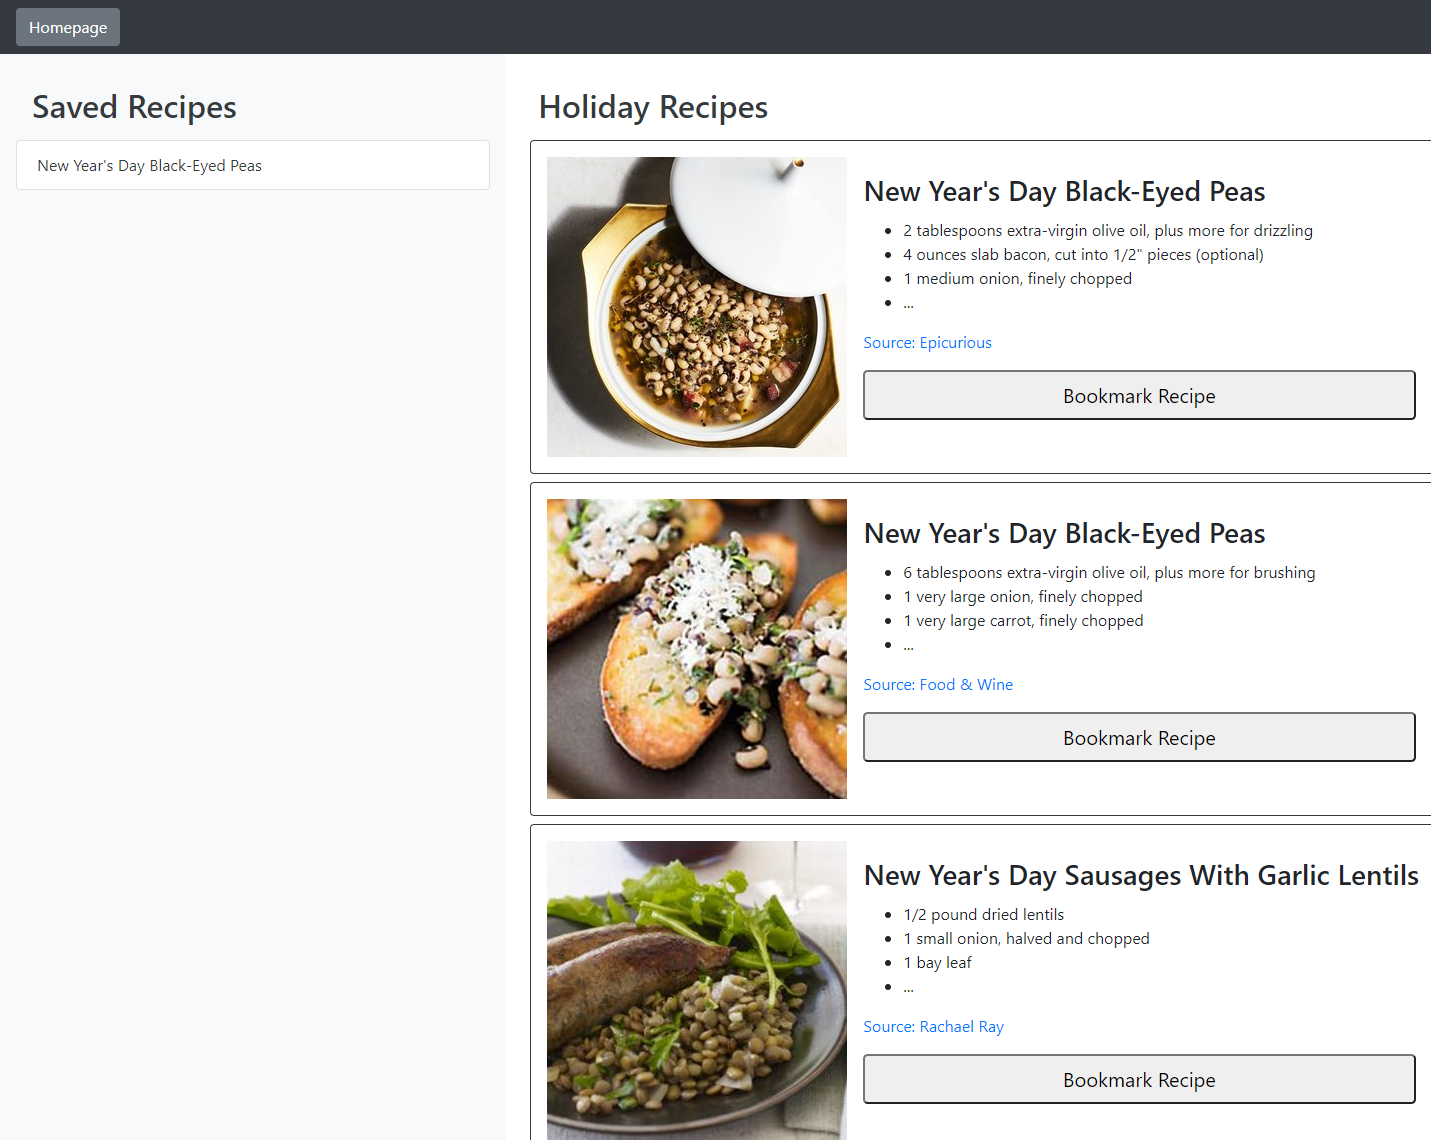 Homepage
Saved Recipes
New Year's Day Black-Eyed Peas
Holiday Recipes
New Year's Day Black-Eyed Peas
2 tablespoons extra-virgin olive oil, plus more for drizzling
4 ounces slab bacon, cut into 1/2" pieces (optional)
1 medium onion, finely chopped
...
Source: Epicurious
Bookmark Recipe
New Year's Day Black-Eyed Peas
6 tablespoons extra-virgin olive oil, plus more for brushing
1 very large onion, finely chopped
1 very large carrot, finely chopped
...
Source: Food & Wine
Bookmark Recipe
New Year's Day Sausages With Garlic Lentils
1/2 pound dried lentils
1 small onion, halved and chopped
1 bay leaf
...
Source: Rachael Ray
Bookmark Recipe